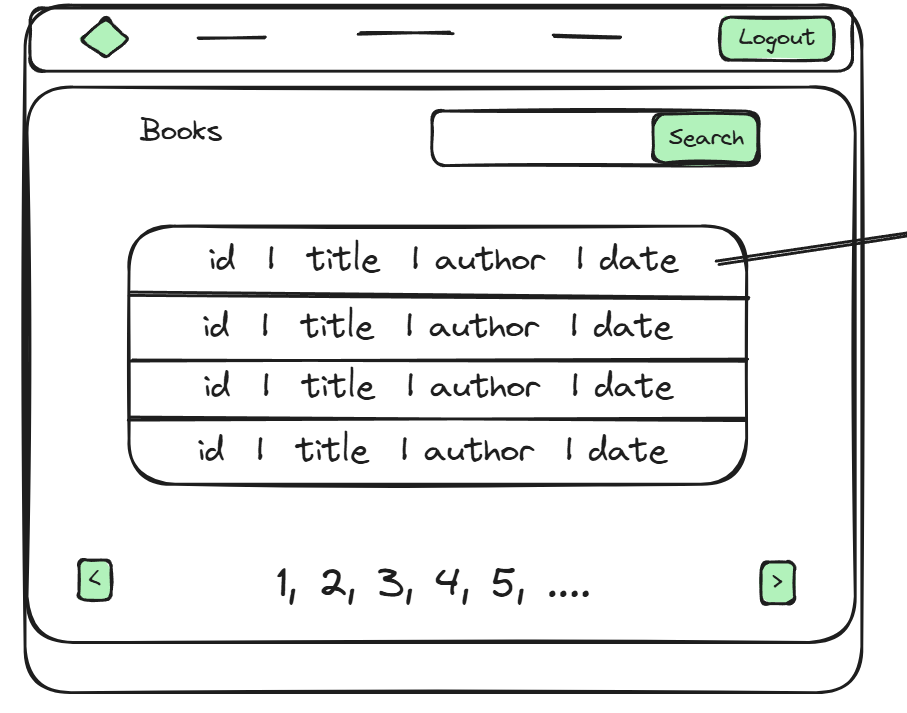 Logout
Books
Search
id | title | author | date
id | title | author | date
id | title | author | date
id | title | author | date
< 1, 2, 3, 4, 5, .... >